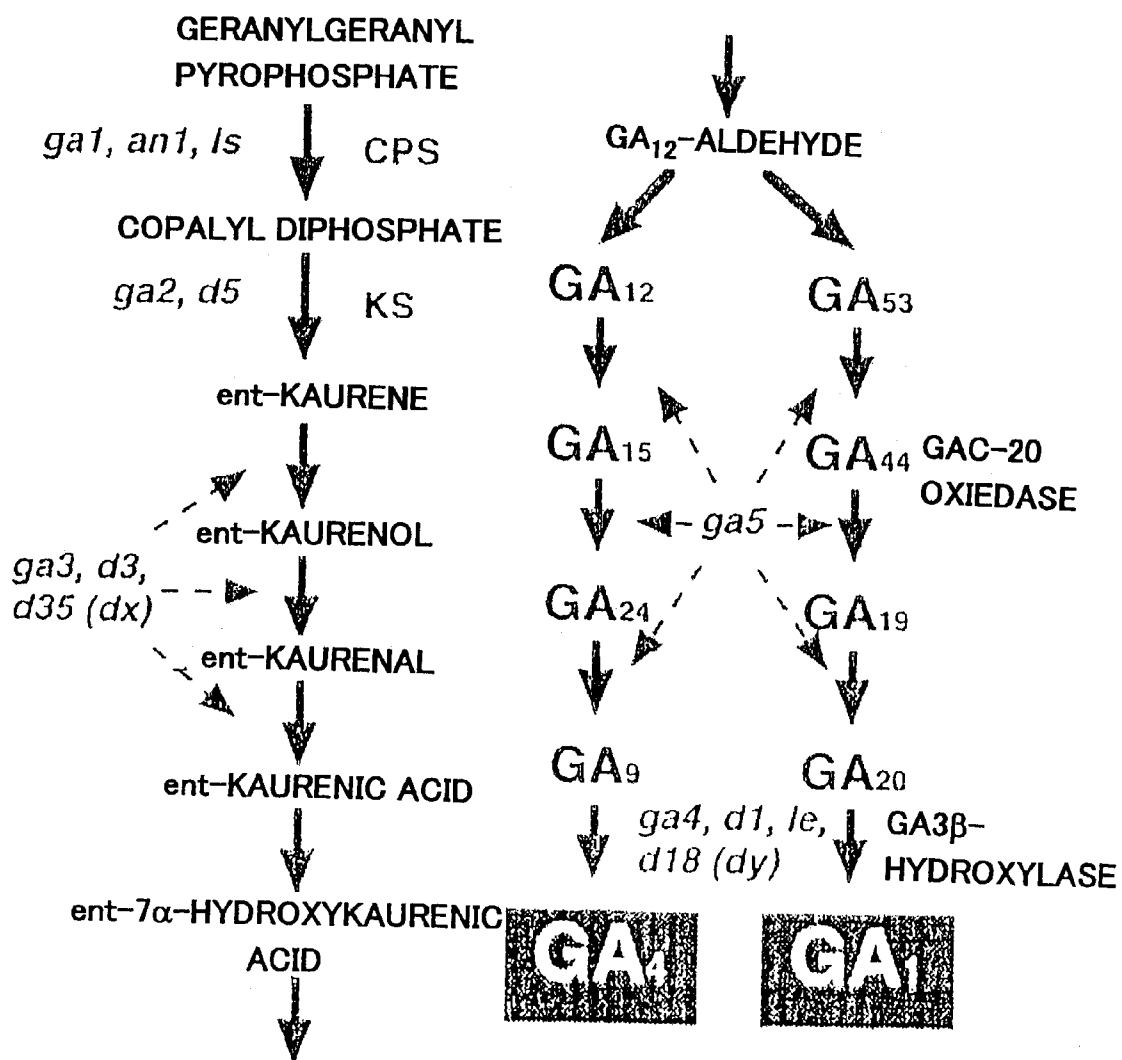 GERANYLGERANYL
PYROPHOSPHATE
ga1, an1, ls
CPS
COPALYL DIPHOSPHATE
ga2, d5
KS
ent-KAURENE
ent-KAURENOL
ga3, d3,
d35 (dx)
ent-KAURENAL
ent-KAURENIC ACID
ent-7α-HYDROXYKAURENIC
ACID
GA12-ALDEHYDE
GA12
GA53
GA15
GA44
GAC-20
OXIEDASE
ga5
GA24
GA19
GA9
GA20
ga4, d1, le,
d18 (dy)
GA3β-
HYDROXYLASE
GA4
GA1